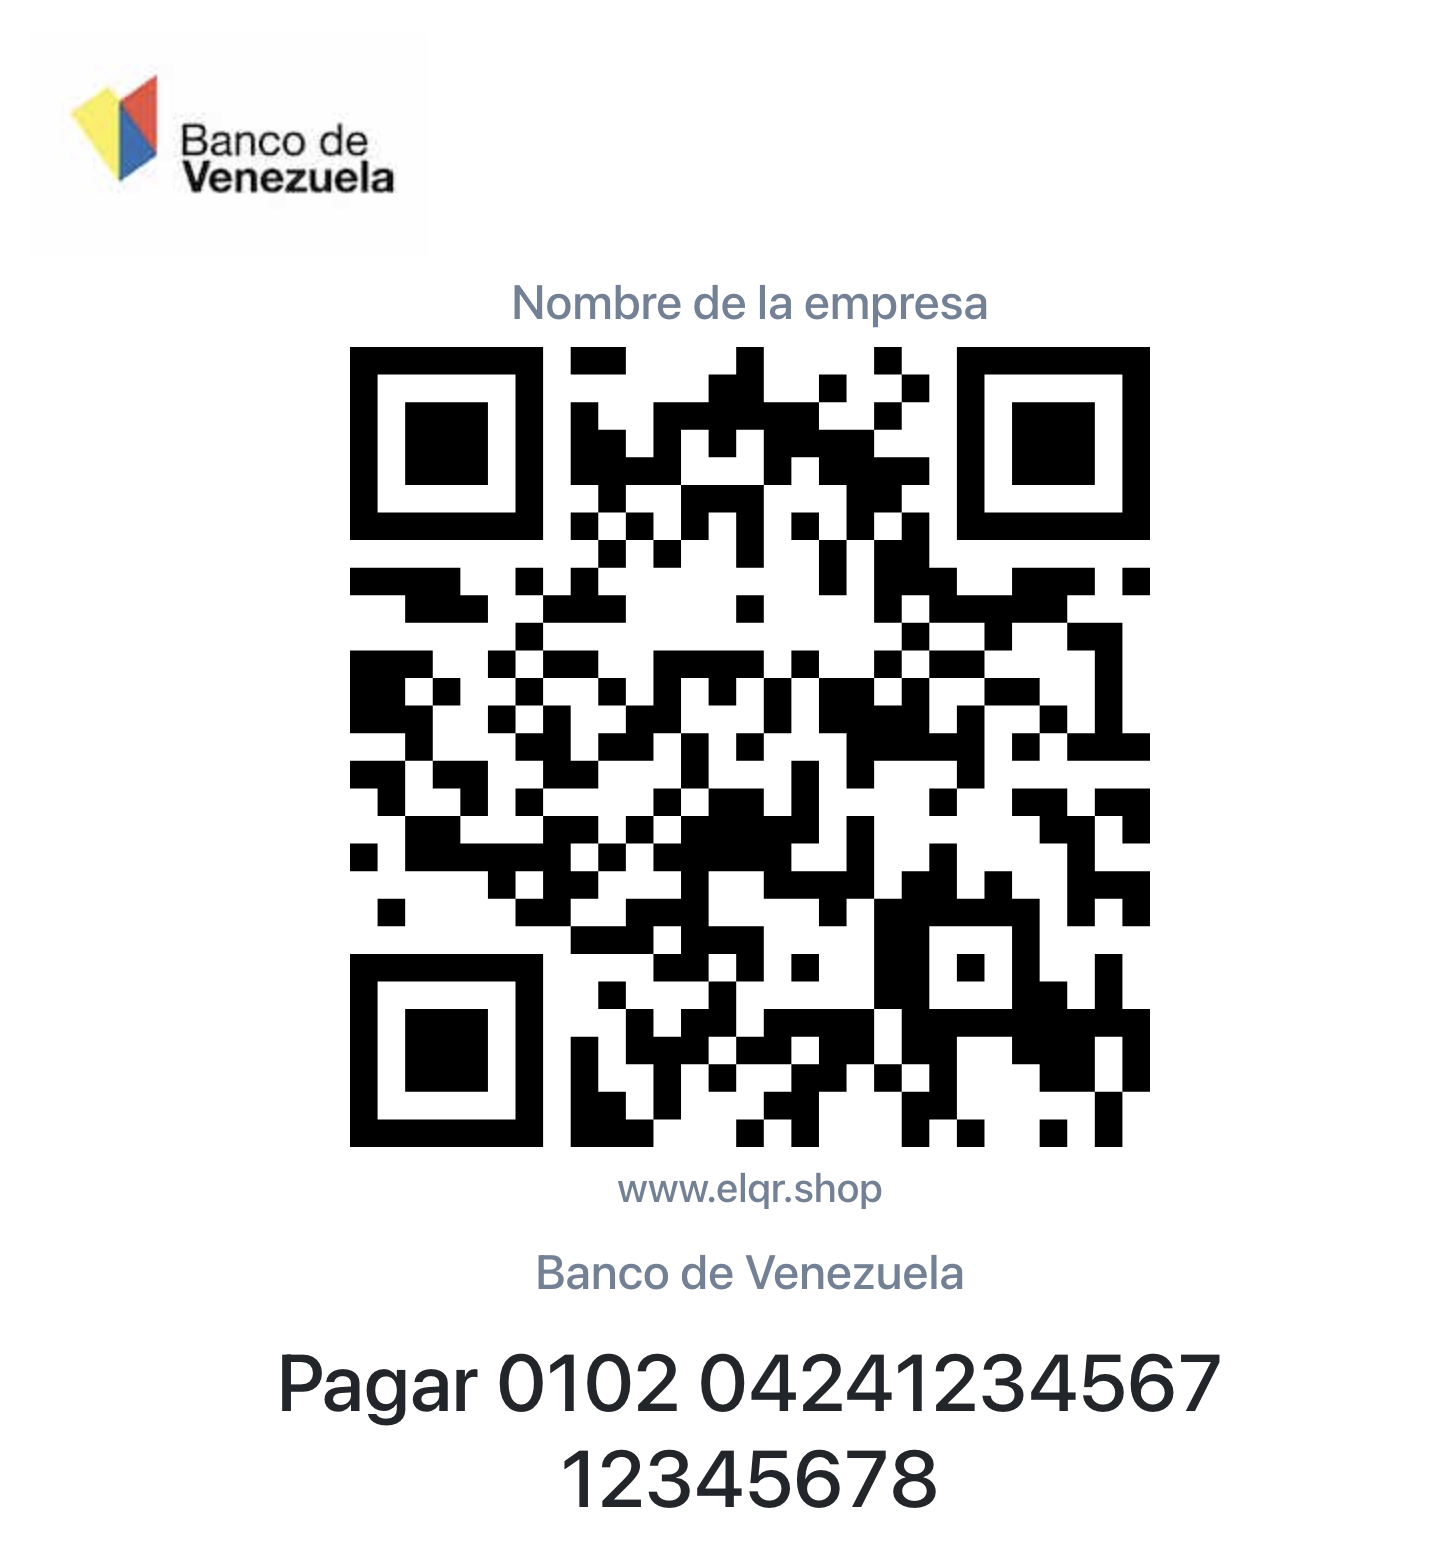 Banco de
Venezuela
Nombre de la empresa
www.elqr.shop
Banco de Venezuela
Pagar 0102 04241234567
12345678